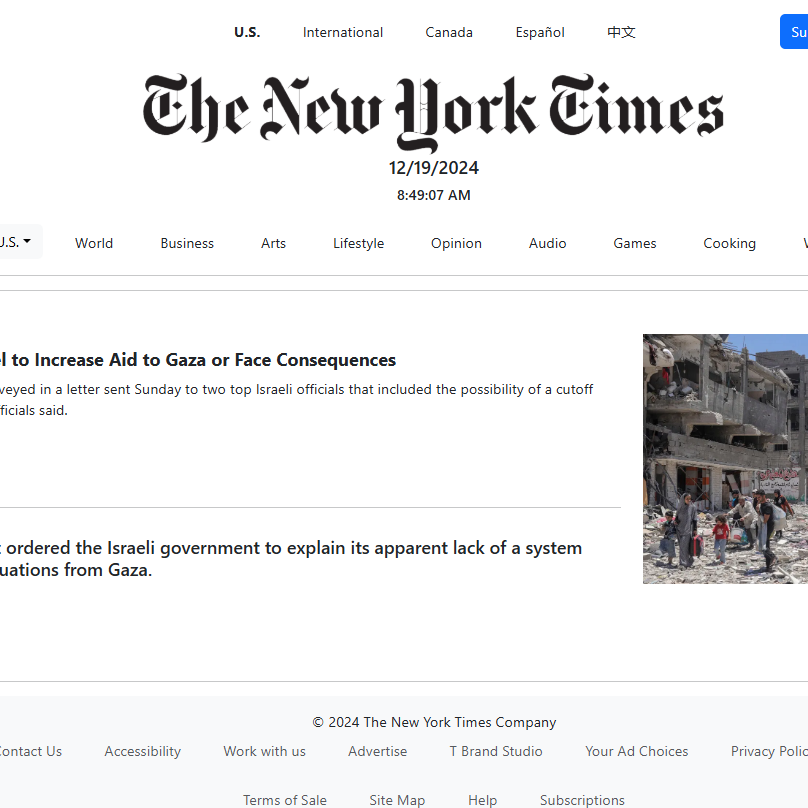 U.S. International Canada Español 中文 Su
The New York Times
12/19/2024
8:49:07 AM
U.S. World Business Arts Lifestyle Opinion Audio Games Cooking
l to Increase Aid to Gaza or Face Consequences
veyed in a letter sent Sunday to two top Israeli officials that included the possibility of a cutoff
ficials said.
ordered the Israeli government to explain its apparent lack of a system
uations from Gaza.
© 2024 The New York Times Company
Contact Us Accessibility Work with us Advertise T Brand Studio Your Ad Choices Privacy Polic
Terms of Sale Site Map Help Subscriptions